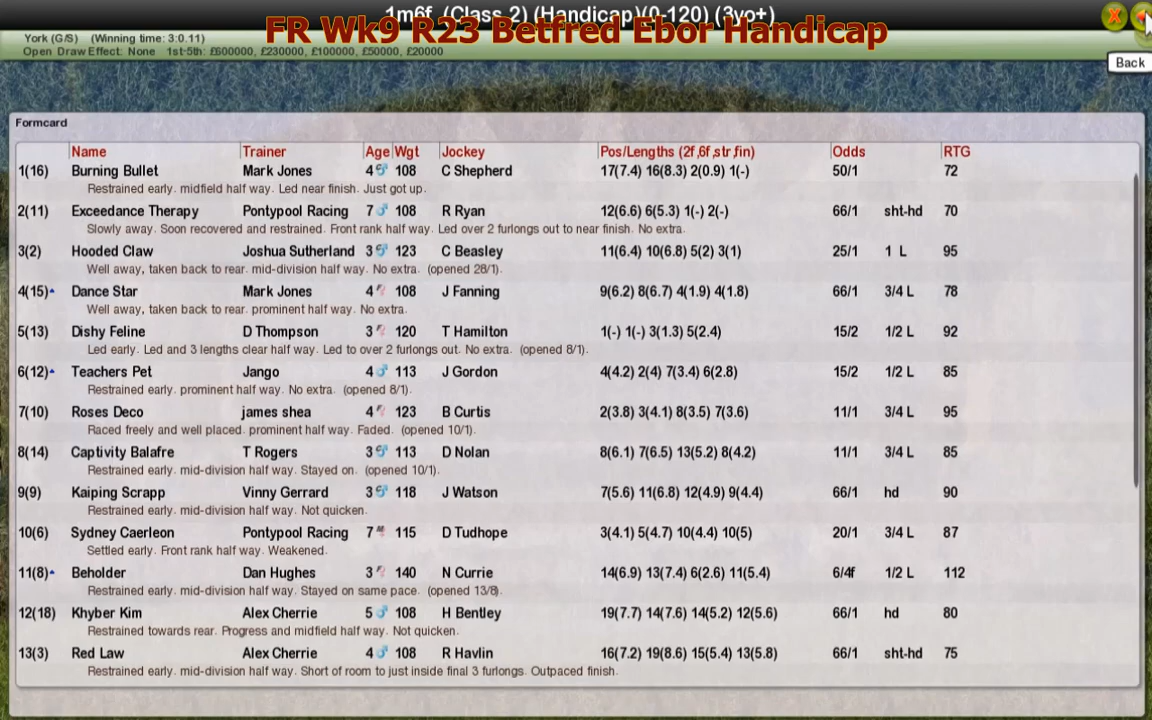 1m6f. (Class 2) (Handicap)(0-120) (3yo+)
FR Wk9 R23 Betfred Ebor Handicap
York (G/S) (Winning time: 3:0.11)
Open Draw Effect: None 1st-5th: £600000, £230000, £100000, £50000, £20000
Back
Formcard
Name Trainer Age Wgt Jockey Pos/Lengths (2f,6f,str,fin) Odds RTG
1(16) Burning Bullet Mark Jones 4 108 C Shepherd 17(7.4) 16(8.3) 2(0.9) 1(-) 50/1 72
Restrained early. midfield half way. Led near finish. Just got up.
2(11) Exceedance Therapy Pontypool Racing 7 108 R Ryan 12(6.6) 6(5.3) 1(-) 2(-) 66/1 sht-hd 70
Slowly away. Soon recovered and restrained. Front rank half way. Led over 2 furlongs out to near finish. No extra.
3(2) Hooded Claw Joshua Sutherland 3 123 C Beasley 11(6.4) 10(6.8) 5(2) 3(1) 25/1 1 L 95
Well away, taken back to rear. mid-division half way. No extra. (opened 28/1).
4(15) Dance Star Mark Jones 4 108 J Fanning 9(6.2) 8(6.7) 4(1.9) 4(1.8) 66/1 3/4 L 78
Well away, taken back to rear. prominent half way. No extra.
5(13) Dishy Feline D Thompson 3 120 T Hamilton 1(-) 1(-) 3(1.3) 5(2.4) 15/2 1/2 L 92
Led early. Led and 3 lengths clear half way. Led to over 2 furlongs out. No extra. (opened 8/1).
6(12) Teachers Pet Jango 4 113 J Gordon 4(4.2) 2(4) 7(3.4) 6(2.8) 15/2 1/2 L 85
Restrained early. prominent half way. No extra. (opened 8/1).
7(10) Roses Deco james shea 4 123 B Curtis 2(3.8) 3(4.1) 8(3.5) 7(3.6) 11/1 3/4 L 95
Raced freely and well placed. prominent half way. Faded. (opened 10/1).
8(14) Captivity Balafre T Rogers 3 113 D Nolan 8(6.1) 7(6.5) 13(5.2) 8(4.2) 11/1 3/4 L 85
Restrained early. mid-division half way. Stayed on. (opened 10/1).
9(9) Kaiping Scrapp Vinny Gerrard 3 118 J Watson 7(5.6) 11(6.8) 12(4.9) 9(4.4) 66/1 hd 90
Restrained early. mid-division half way. Not quicken.
10(6) Sydney Caerleon Pontypool Racing 7 115 D Tudhope 3(4.1) 5(4.7) 10(4.4) 10(5) 20/1 3/4 L 87
Settled early. Front rank half way. Weakened.
11(8) Beholder Dan Hughes 3 140 N Currie 14(6.9) 13(7.4) 6(2.6) 11(5.4) 6/4f 1/2 L 112
Restrained early. mid-division half way. Stayed on same pace. (opened 13/8).
12(18) Khyber Kim Alex Cherrie 5 108 H Bentley 19(7.7) 14(7.6) 14(5.2) 12(5.6) 66/1 hd 80
Restrained towards rear. Progress and midfield half way. Not quicken.
13(3) Red Law Alex Cherrie 4 108 R Havlin 16(7.2) 19(8.6) 15(5.4) 13(5.8) 66/1 sht-hd 75
Restrained early. mid-division half way. Short of room to just inside final 3 furlongs. Outpaced finish.